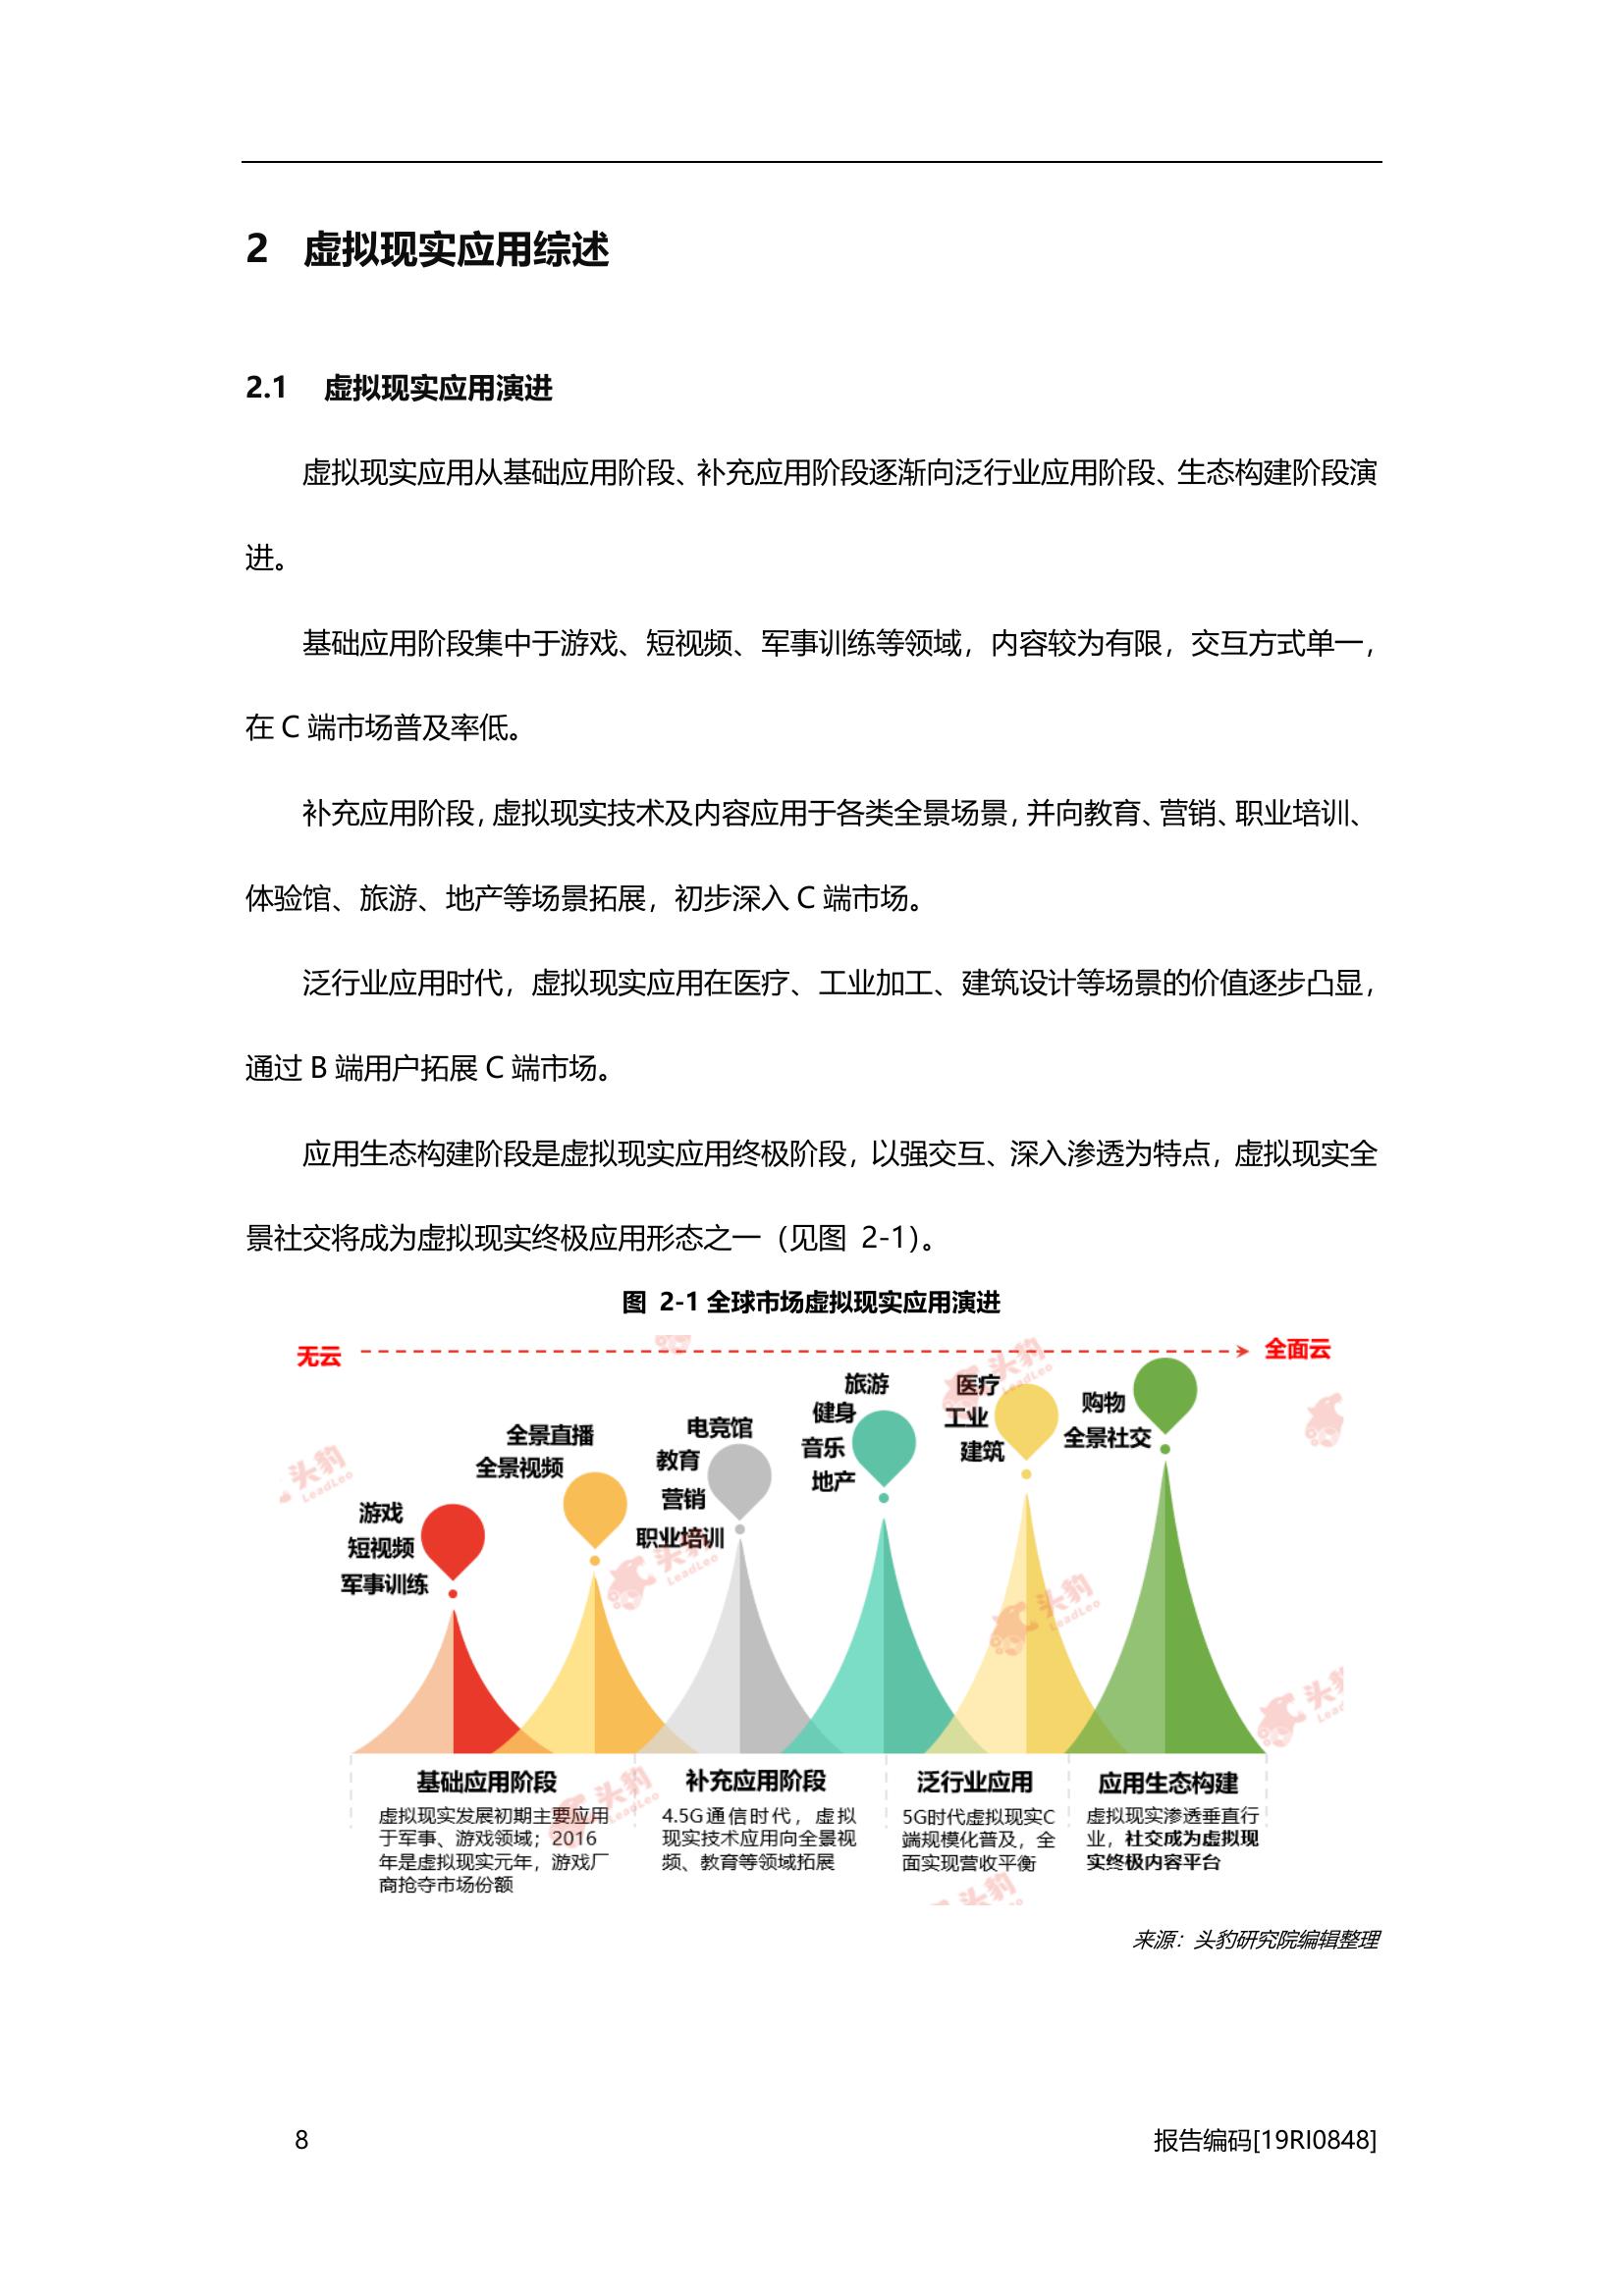 2 虚拟现实应用综述
2.1 虚拟现实应用演进
虚拟现实应用从基础应用阶段、补充应用阶段逐渐向泛行业应用阶段、生态构建阶段演
进。
基础应用阶段集中于游戏、短视频、军事训练等领域，内容较为有限，交互方式单一，
在 C 端市场普及率低。
补充应用阶段，虚拟现实技术及内容应用于各类全景场景，并向教育、营销、职业培训、
体验馆、旅游、地产等场景拓展，初步深入 C 端市场。
泛行业应用时代，虚拟现实应用在医疗、工业加工、建筑设计等场景的价值逐步凸显，
通过 B 端用户拓展 C 端市场。
应用生态构建阶段是虚拟现实应用终极阶段，以强交互、深入渗透为特点，虚拟现实全
景社交将成为虚拟现实终极应用形态之一（见图 2-1）。
图 2-1 全球市场虚拟现实应用演进
无云
全面云
游戏
短视频
军事训练
全景直播
全景视频
电竞馆
教育
营销
职业培训
旅游
健身
音乐
地产
医疗
工业
建筑
购物
全景社交
基础应用阶段
虚拟现实发展初期主要应用
于军事、游戏领域；2016
年是虚拟现实元年，游戏厂
商抢夺市场份额
补充应用阶段
4.5G通信时代，虚拟
现实技术应用向全景视
频、教育等领域拓展
泛行业应用
5G时代虚拟现实C
端规模化普及，全
面实现营收平衡
应用生态构建
虚拟现实渗透垂直行
业，社交成为虚拟现
实终极内容平台
头豹
LeadLeo
头豹
LeadLeo
头豹
LeadLeo
头豹
LeadLeo
头豹
LeadLeo
头豹
来源：头豹研究院编辑整理
8
报告编码[19RI0848]